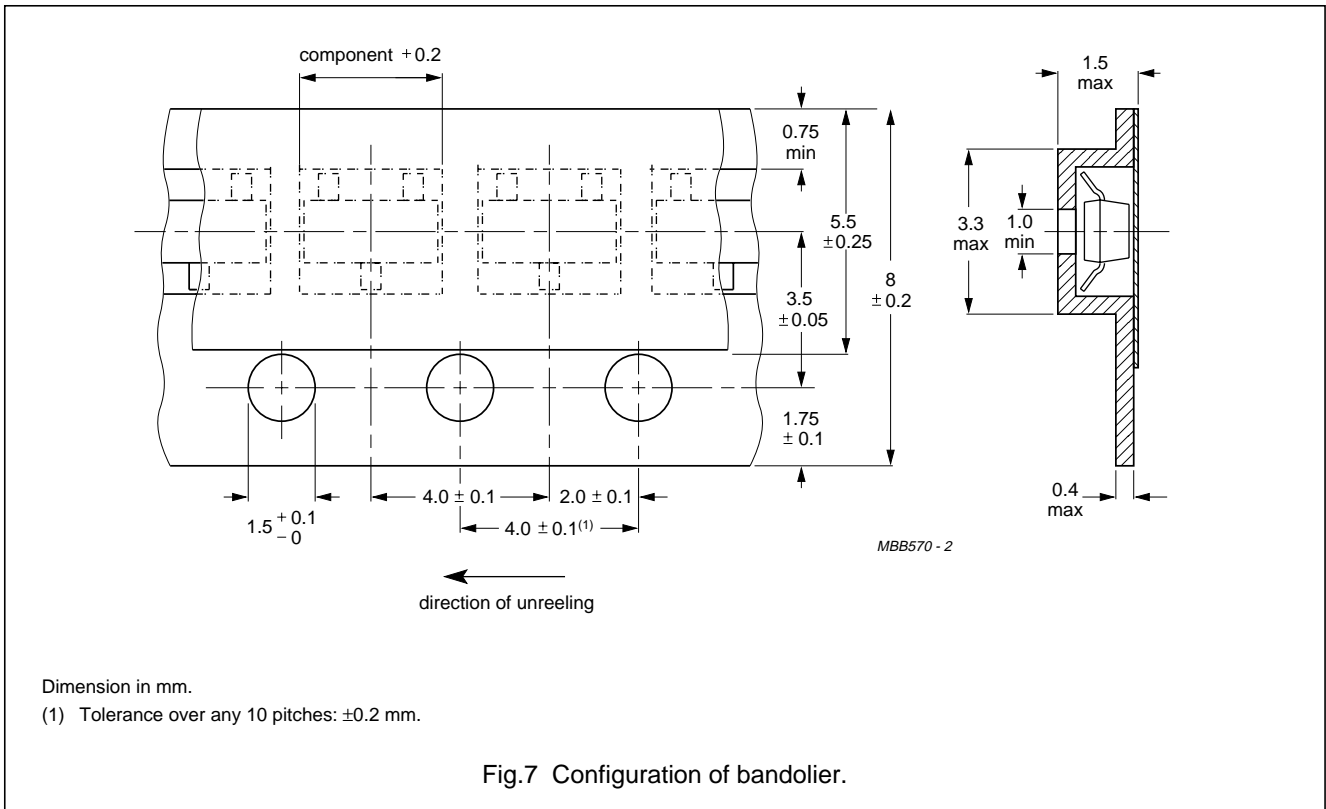 component +0.2
1.5
max
0.75
min
5.5
±0.25
8
±0.2
3.5
±0.05
3.3
max
1.0
min
1.75
±0.1
4.0 ±0.1
2.0 ±0.1
0.4
max
1.5 +0.1
−0
4.0 ±0.1(1)
MBB570 - 2
direction of unreeling
Dimension in mm.
(1) Tolerance over any 10 pitches: ±0.2 mm.
Fig.7 Configuration of bandolier.